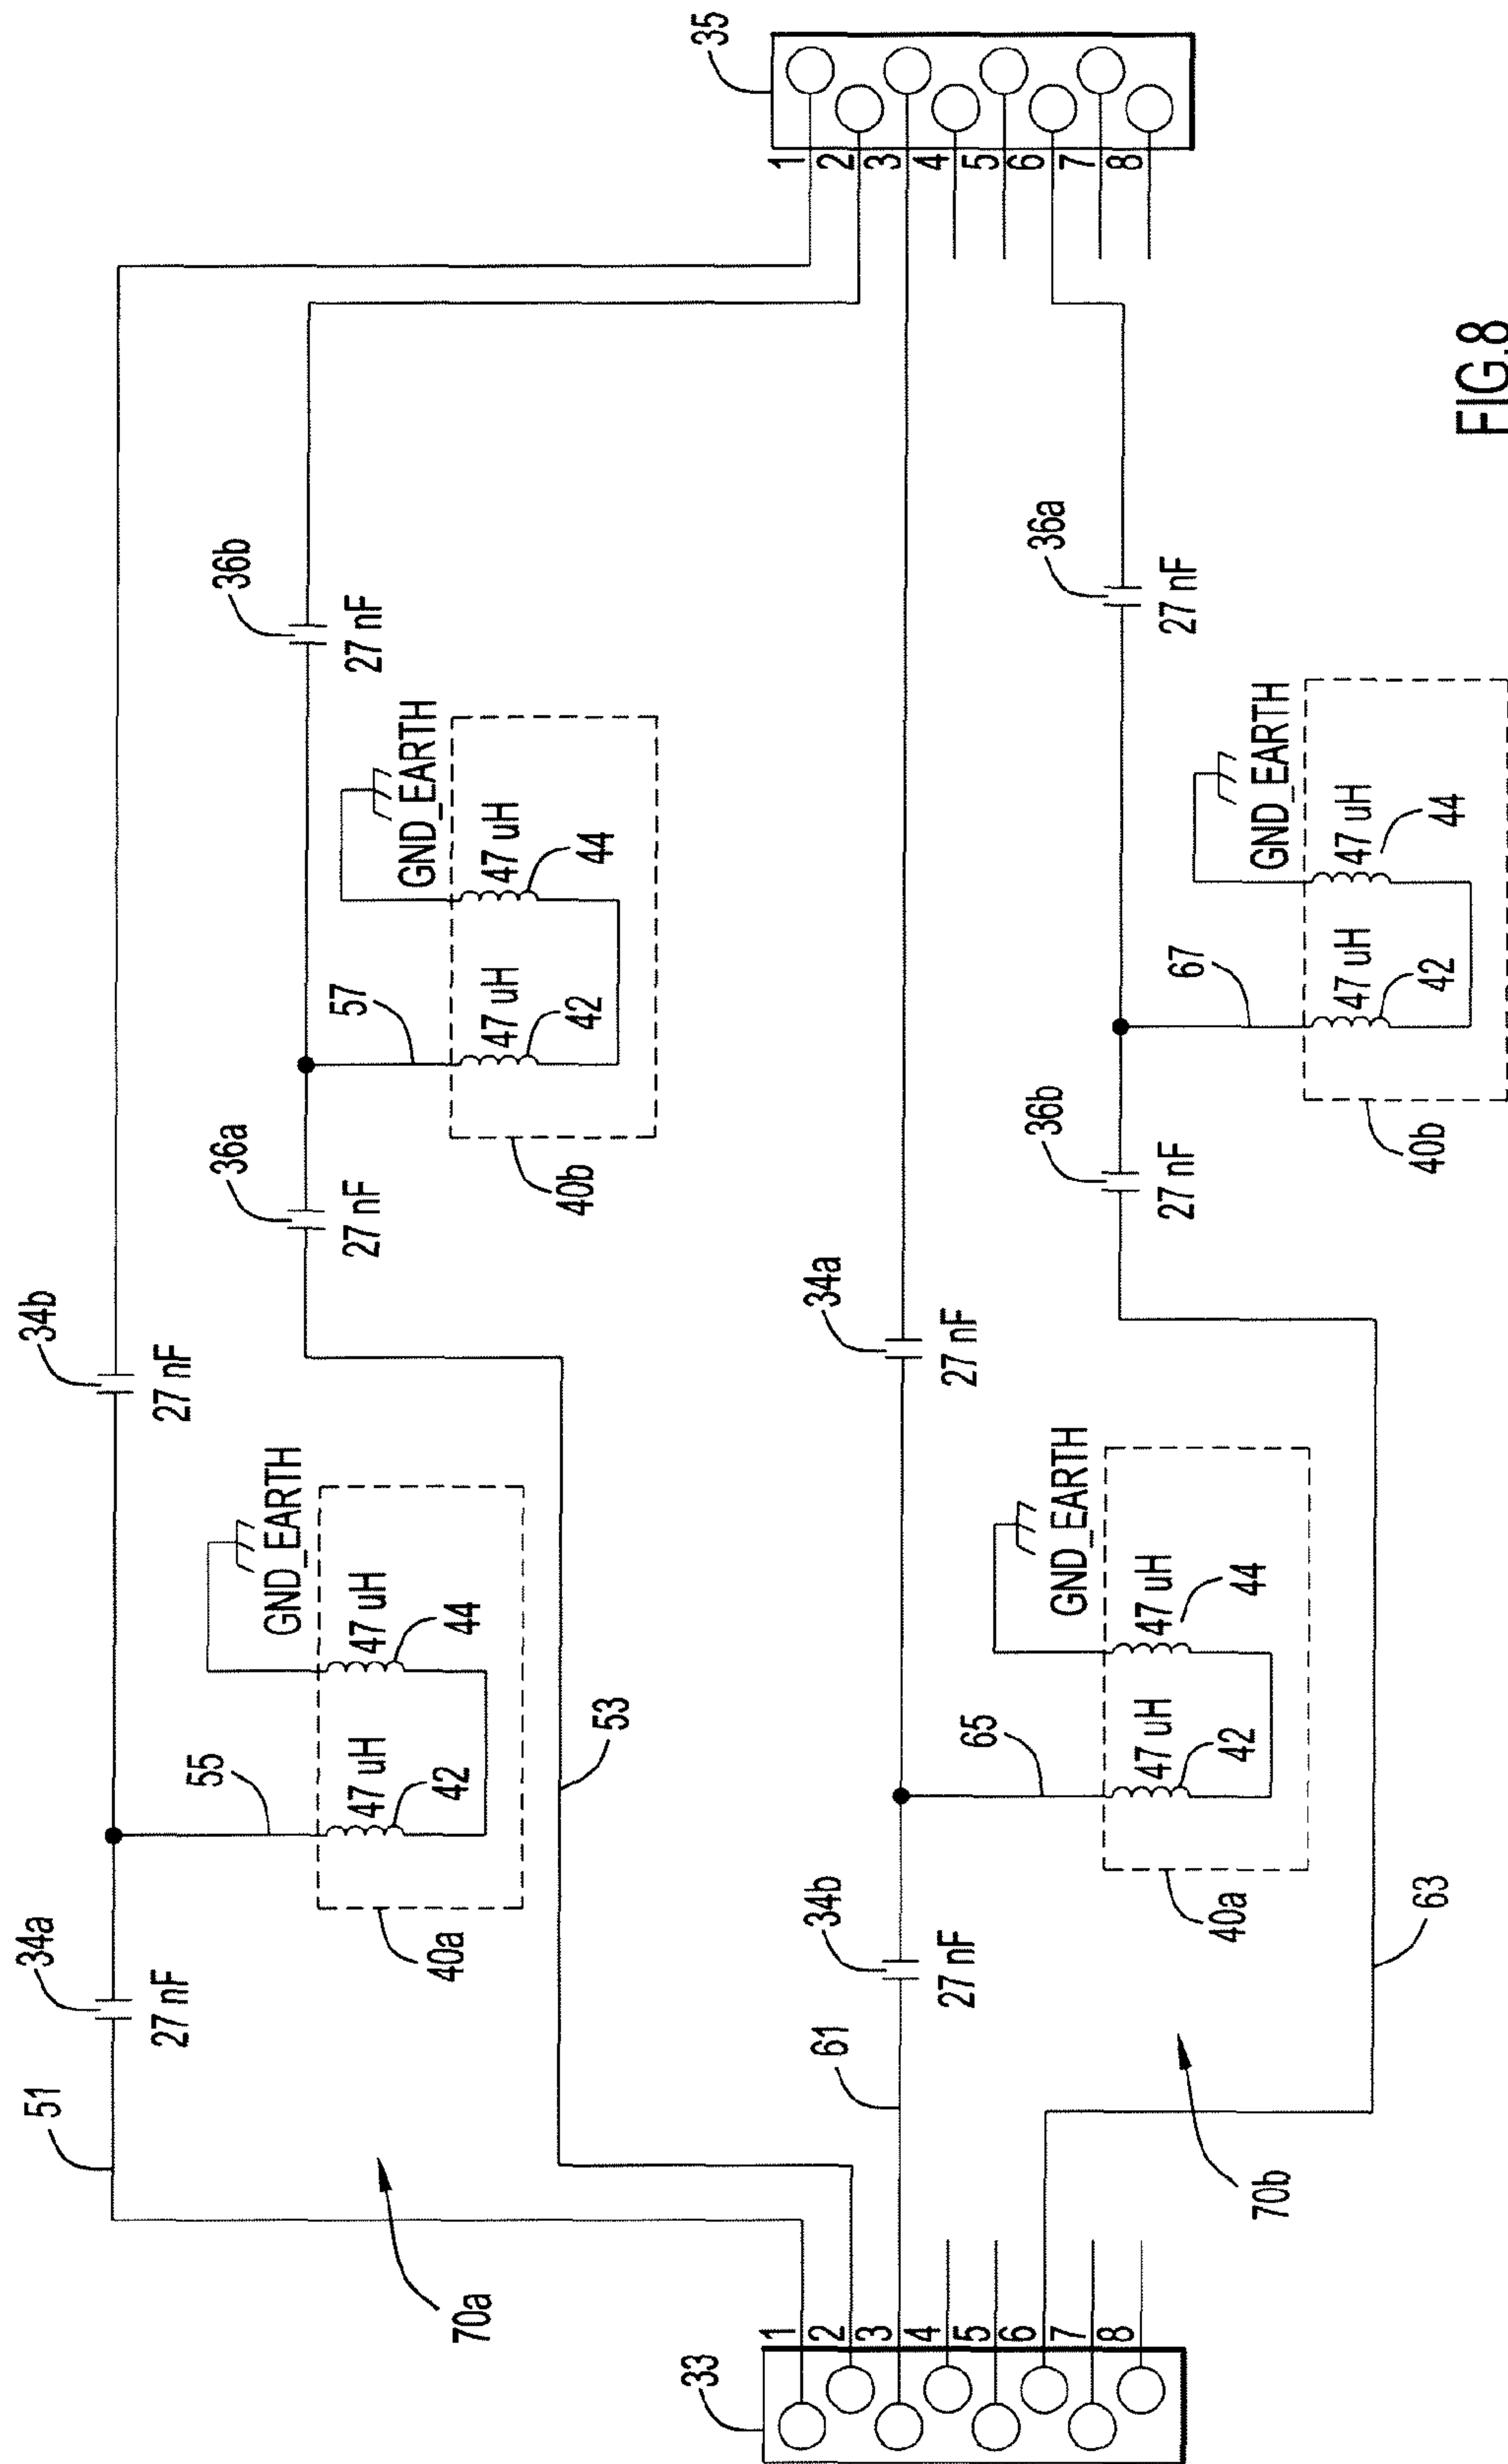 51
34a
27 nF
34b
27 nF
55
GND_EARTH
47 uH
47 uH
42
44
40a
53
36a
27 nF
36b
27 nF
57
GND_EARTH
47 uH
47 uH
42
44
40b
70a
33
1
2
3
4
5
6
7
8
35
1
2
3
4
5
6
7
8
61
34b
27 nF
34a
27 nF
65
GND_EARTH
47 uH
47 uH
42
44
40a
63
36b
27 nF
36a
27 nF
67
GND_EARTH
47 uH
47 uH
42
44
40b
70b
FIG.8